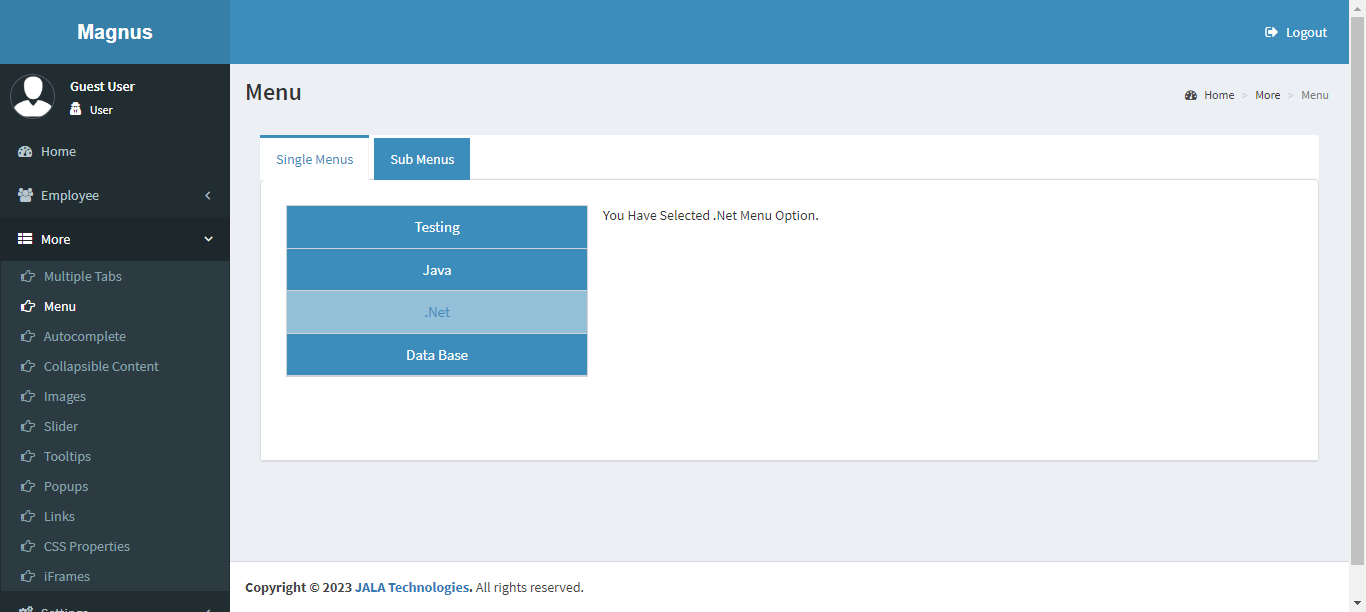 Magnus
Logout
Guest User
User
Home
Employee
More
Multiple Tabs
Menu
Autocomplete
Collapsible Content
Images
Slider
Tooltips
Popups
Links
CSS Properties
iFrames
Settings
Menu
Home > More > Menu
Single Menus
Sub Menus
Testing
Java
.Net
Data Base
You Have Selected .Net Menu Option.
Copyright © 2023 JALA Technologies. All rights reserved.